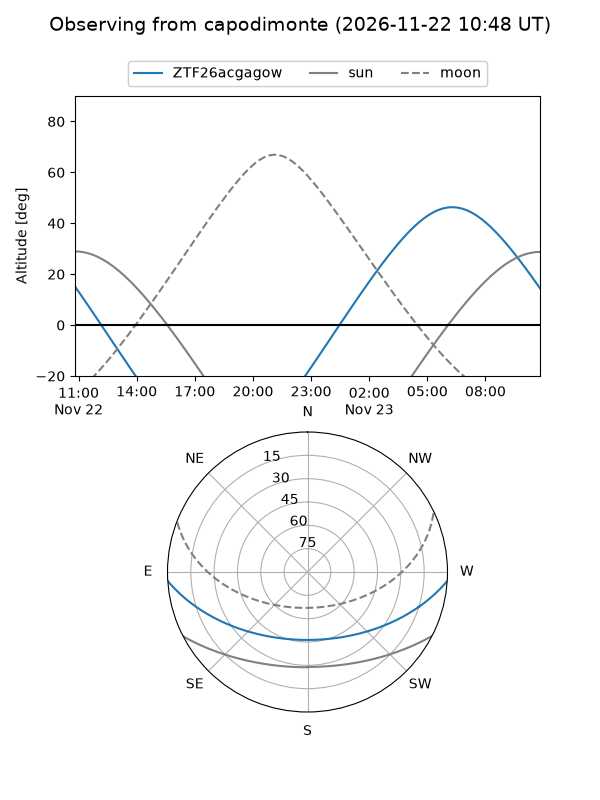 Observing from capodimonte (2026-11-22 10:48 UT)
ZTF26acgagow sun moon
Altitude [deg]
80
60
40
20
0
−20
11:00 14:00 17:00 20:00 23:00 02:00 05:00 08:00
Nov 22 Nov 23
N
NE NW
15
30
45
60
75
E W
SE SW
S